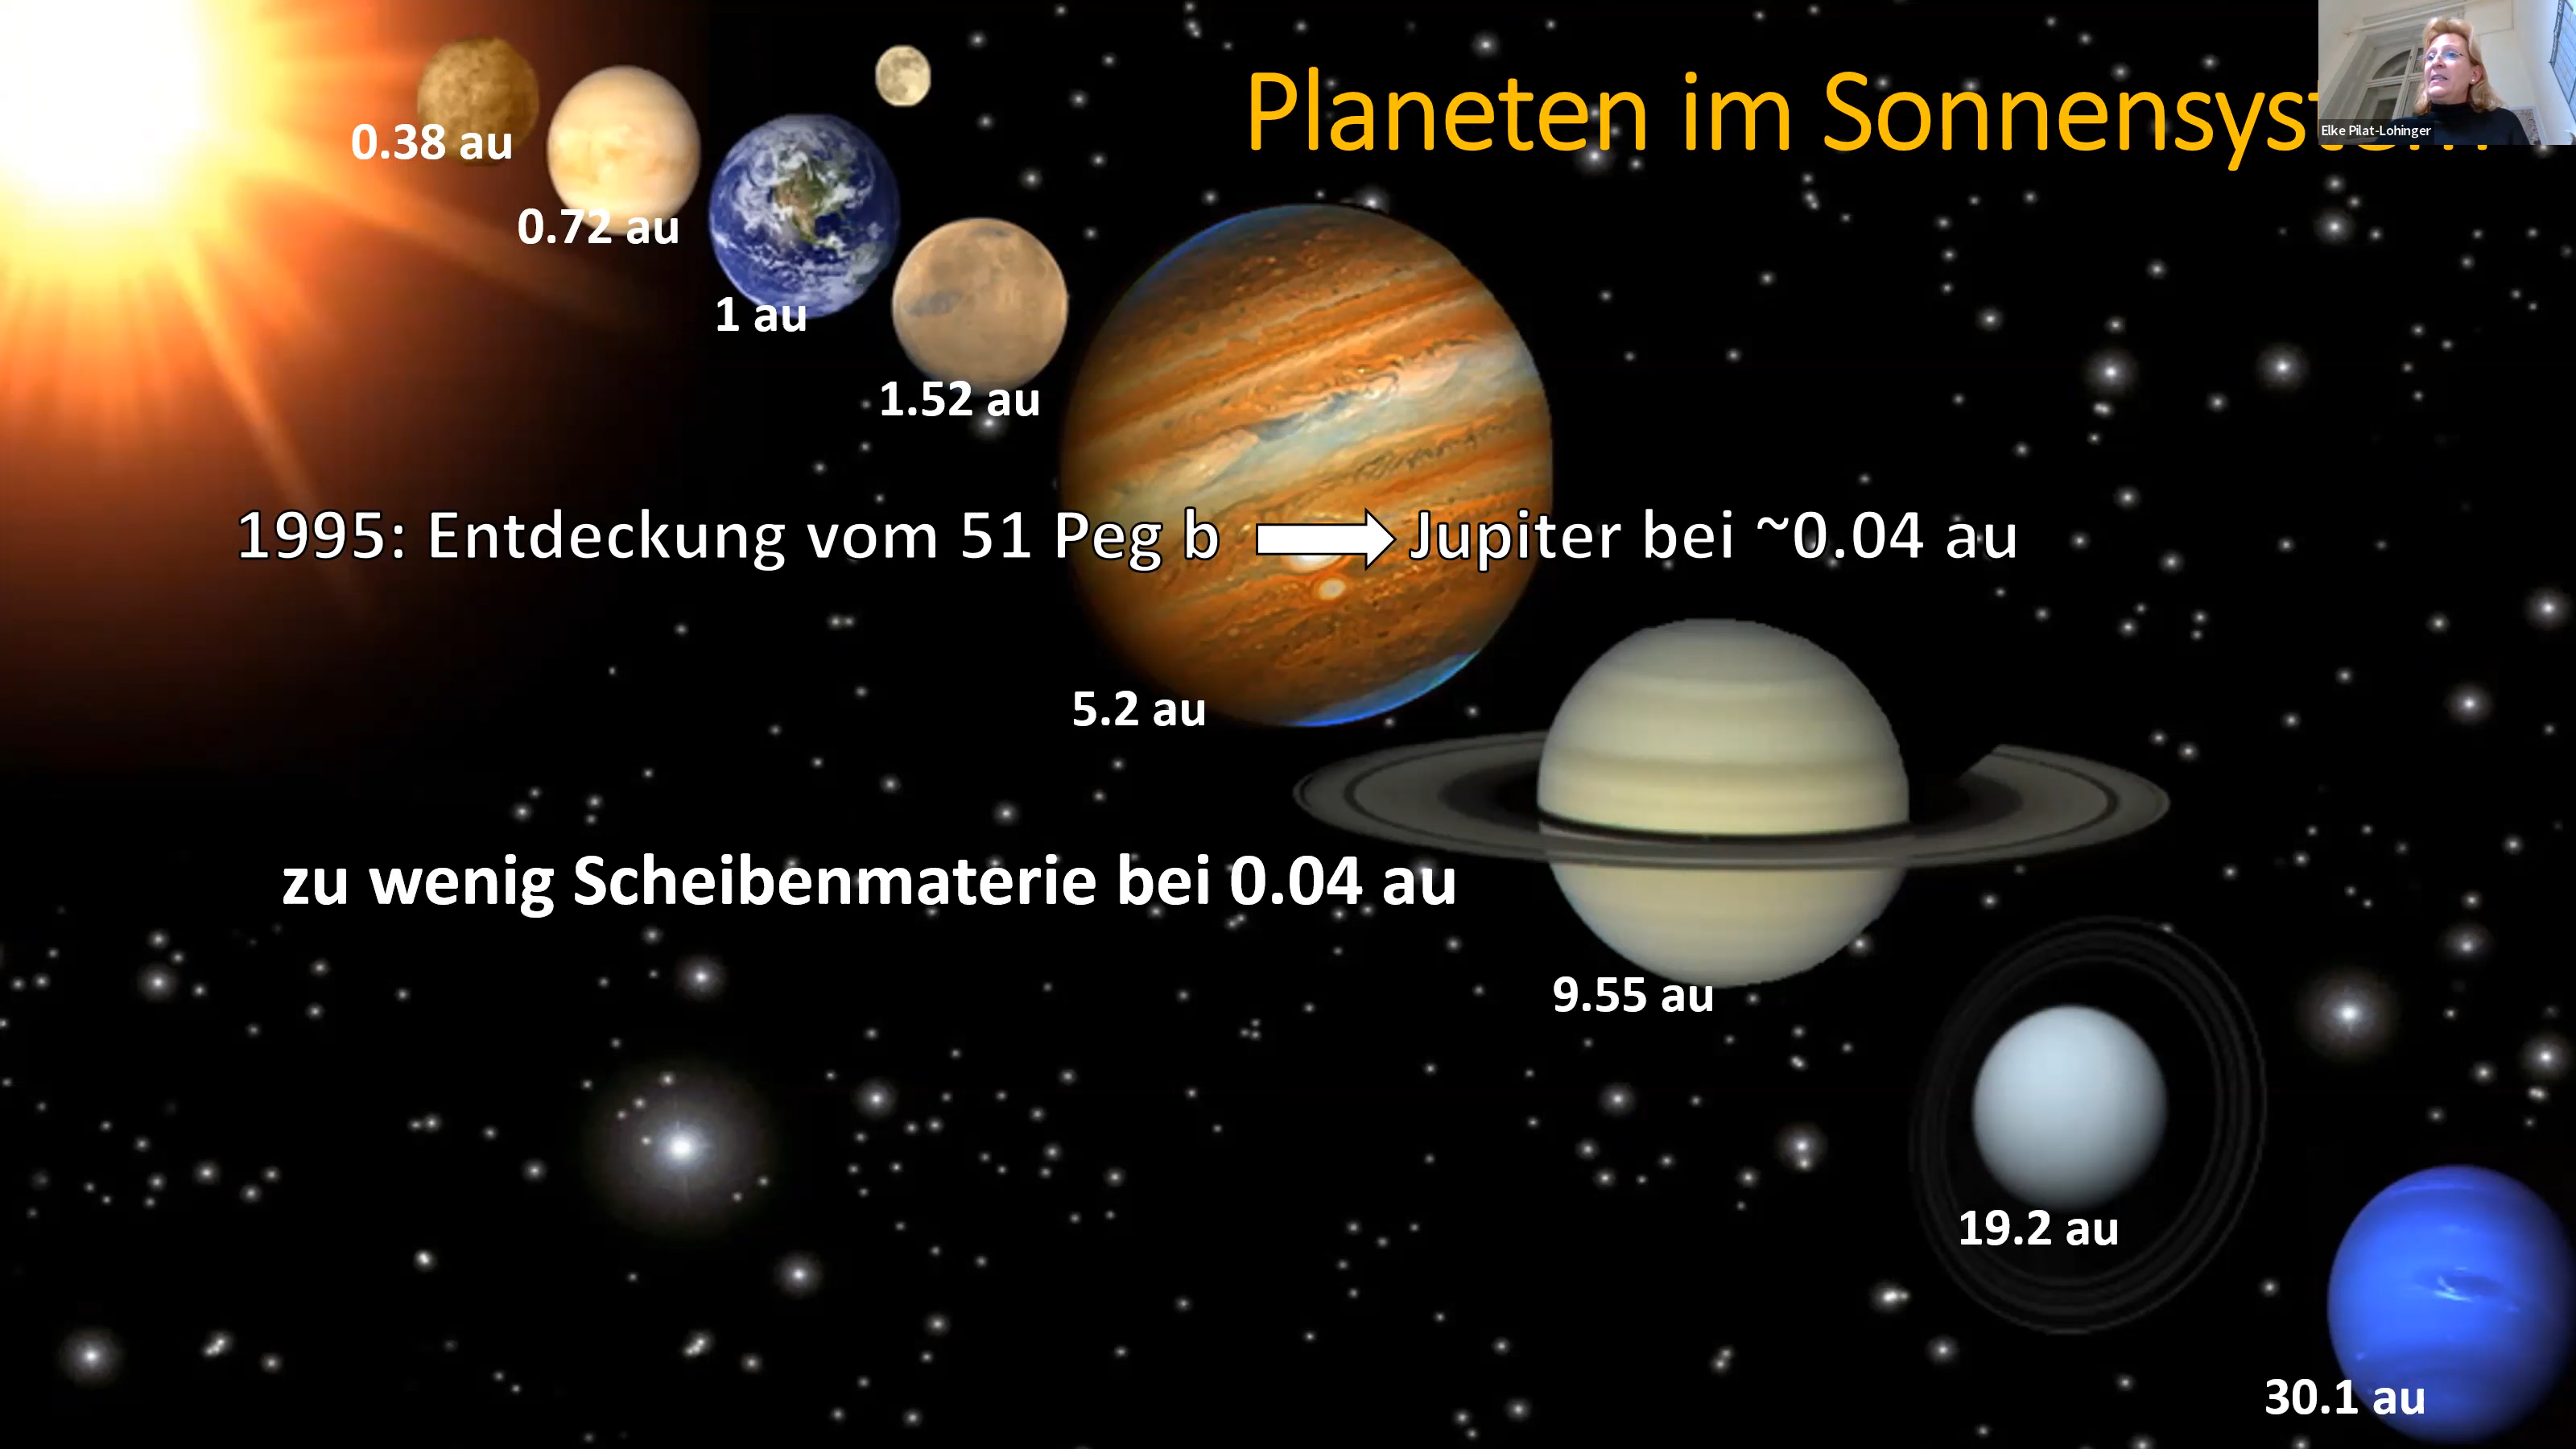 Planeten im Sonnensystem
Elke Pilat-Lohinger
0.38 au
0.72 au
1 au
1.52 au
1995: Entdeckung vom 51 Peg b Jupiter bei ~0.04 au
5.2 au
zu wenig Scheibenmaterie bei 0.04 au
9.55 au
19.2 au
30.1 au